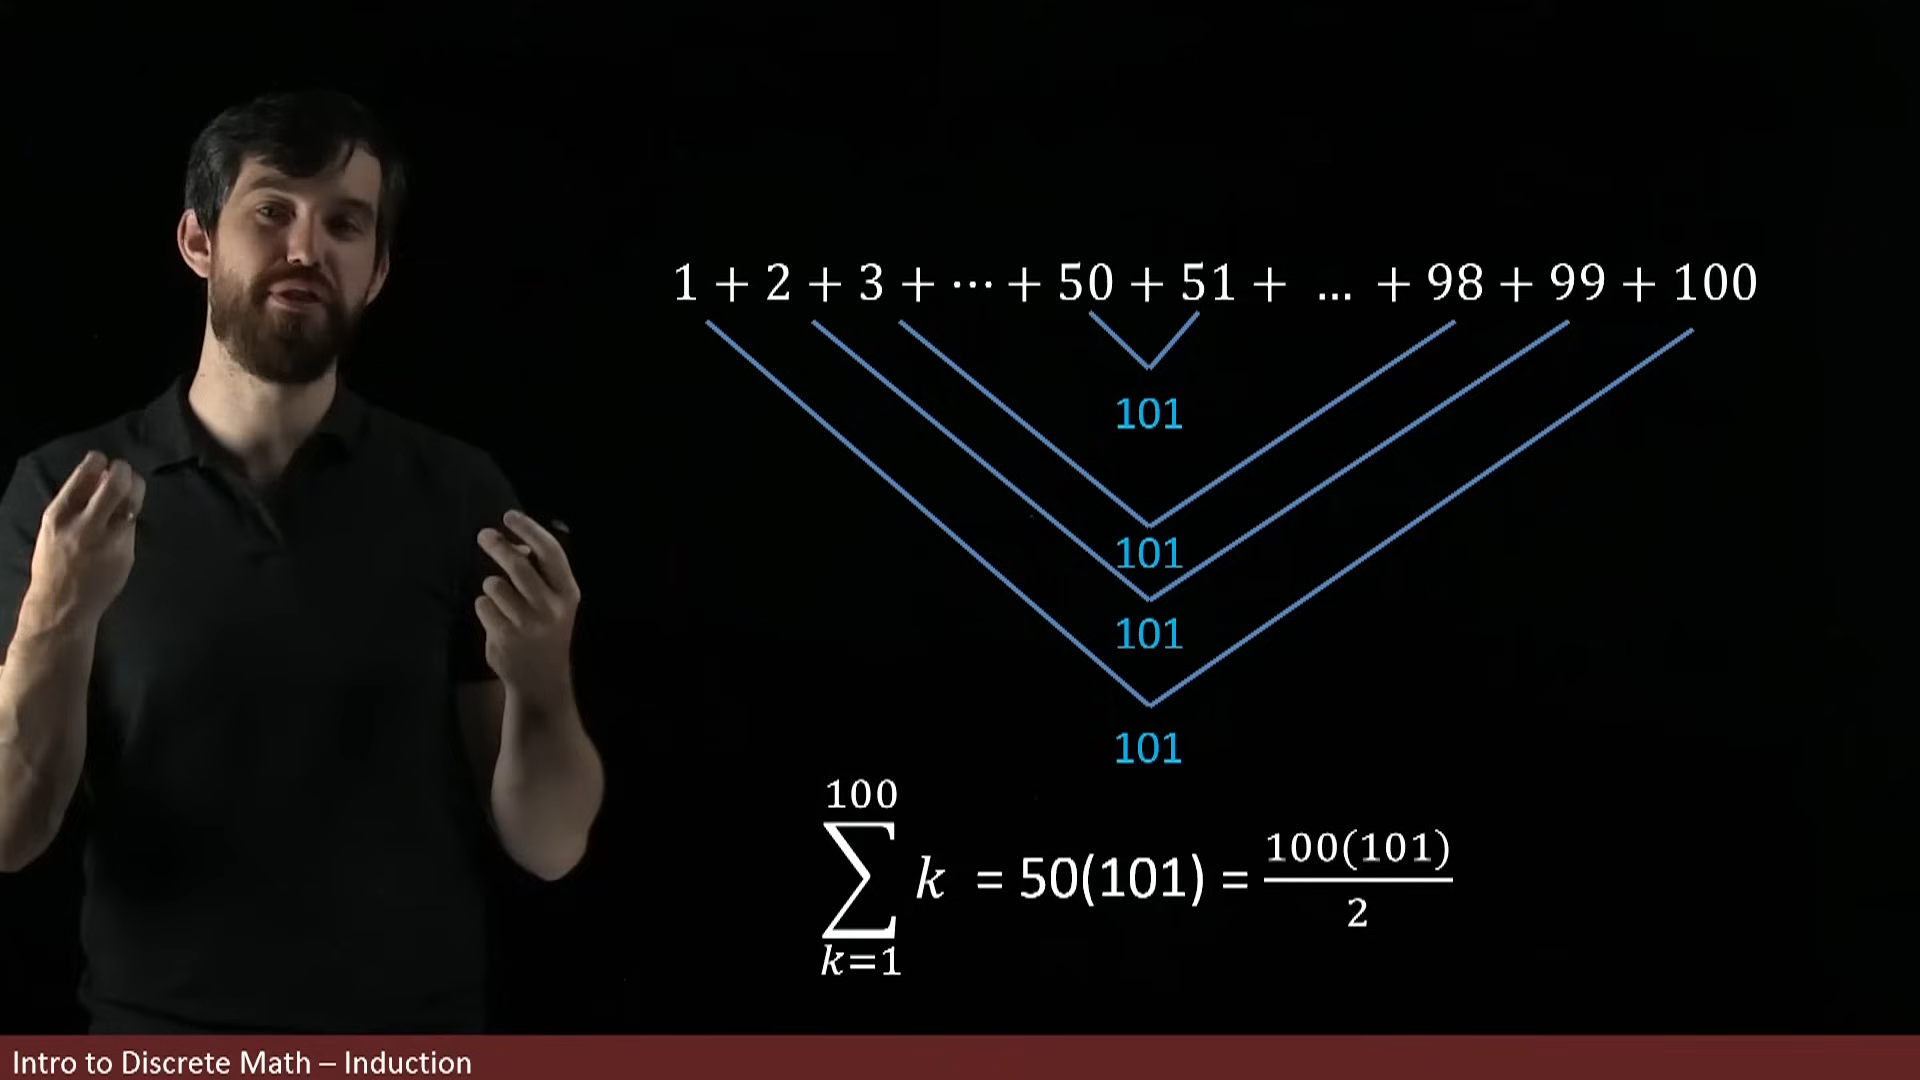 1 + 2 + 3 + ⋯ + 50 + 51 + … + 98 + 99 + 100
101
101
101
101
100
∑ k = 50(101) = 100(101)/2
k=1
Intro to Discrete Math – Induction